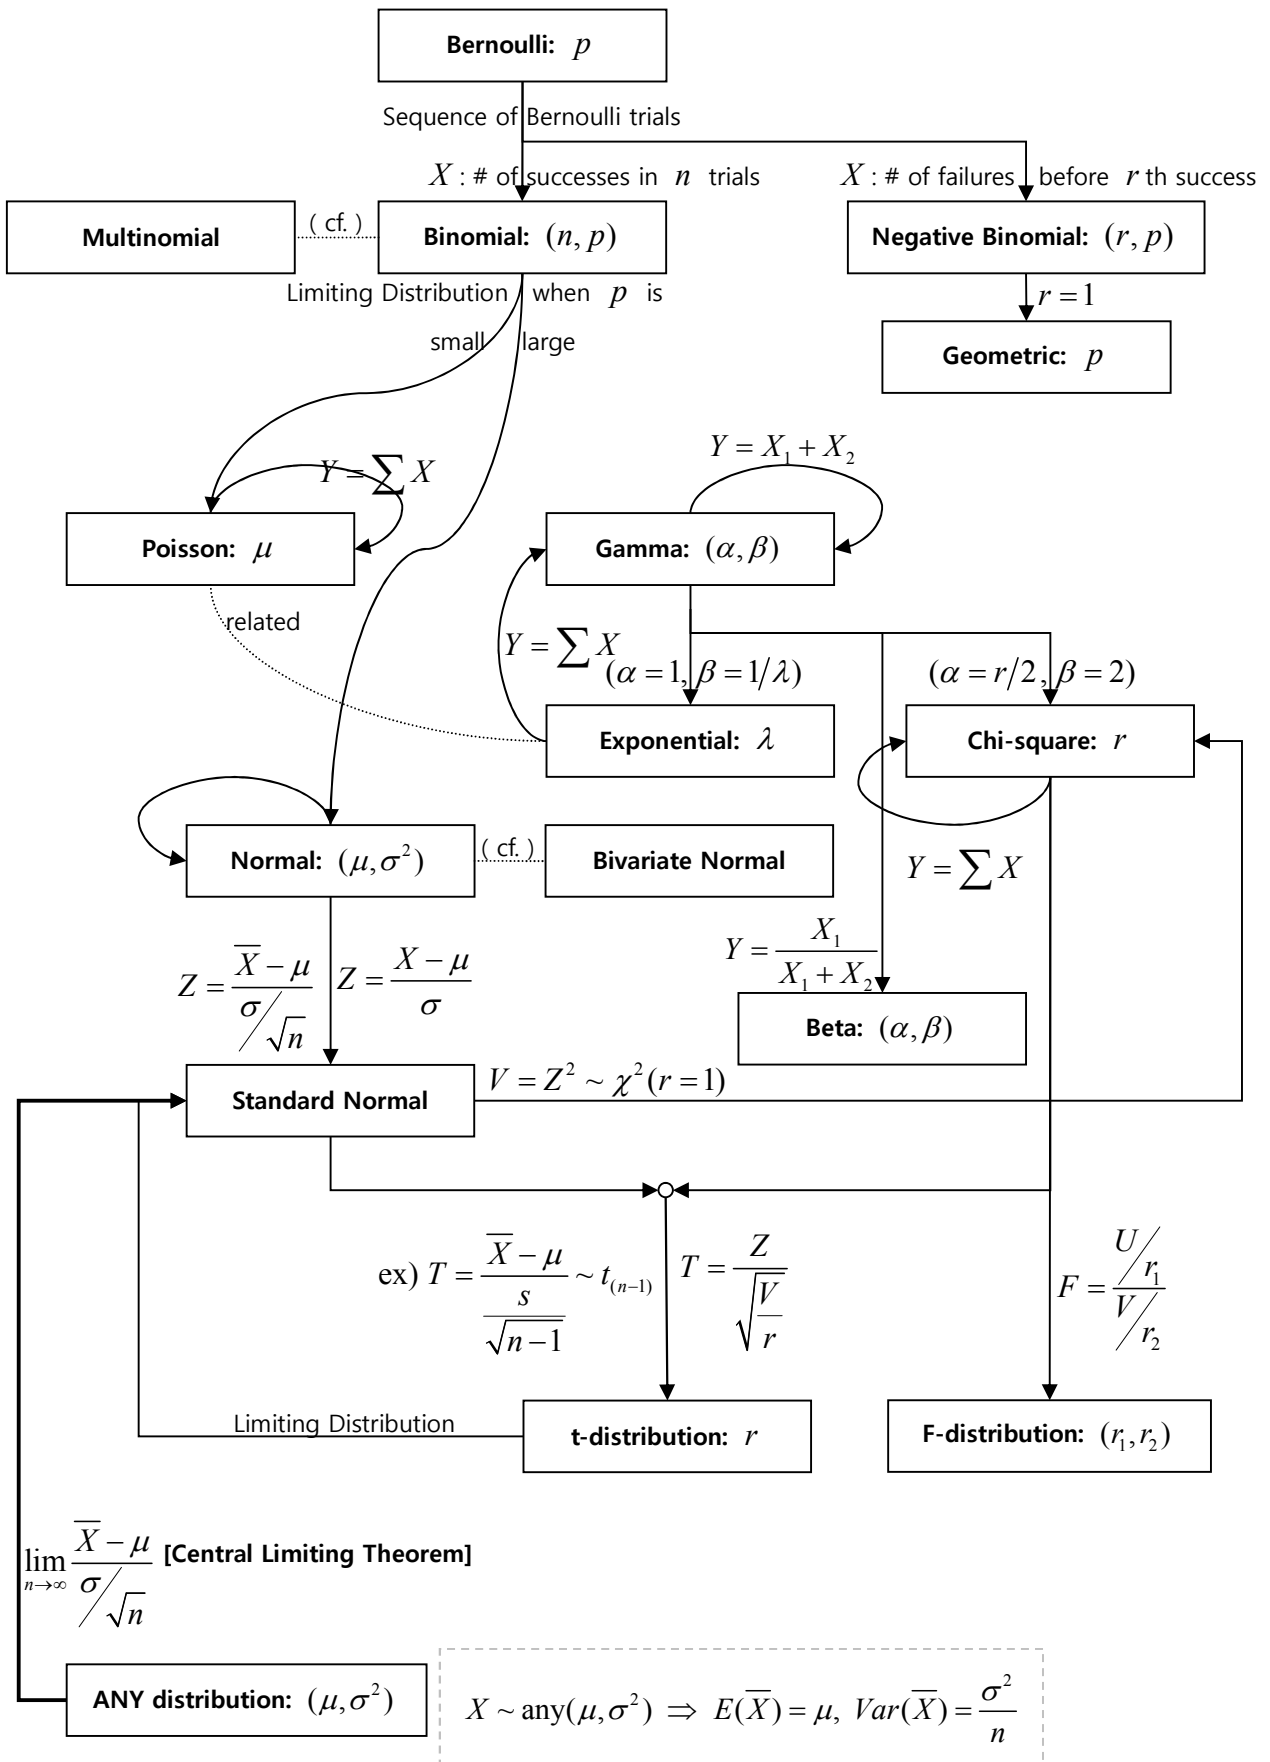 Bernoulli: p
Sequence of Bernoulli trials
X : # of successes in n trials
X : # of failures before r th success
Multinomial
( cf. )
Binomial: (n, p)
Negative Binomial: (r, p)
Limiting Distribution when p is
small large
r = 1
Geometric: p
Y = ∑ X
Y = X₁ + X₂
Poisson: μ
Gamma: (α, β)
related
Y = ∑ X
(α = 1, β = 1/λ)
(α = r/2, β = 2)
Exponential: λ
Chi-square: r
Normal: (μ, σ²)
( cf. )
Bivariate Normal
Y = ∑ X
Z = (X̅ − μ)/(σ/√n)
Z = (X − μ)/σ
Y = X₁/(X₁ + X₂)
Beta: (α, β)
Standard Normal
V = Z² ~ χ²(r = 1)
ex) T = (X̅ − μ)/(s/√(n−1)) ~ t₍ₙ₋₁₎
T = Z/√(V/r)
F = (U/r₁)/(V/r₂)
Limiting Distribution
t-distribution: r
F-distribution: (r₁, r₂)
lim n→∞ (X̅ − μ)/(σ/√n) [Central Limiting Theorem]
ANY distribution: (μ, σ²)
X ~ any(μ, σ²) ⇒ E(X̅) = μ, Var(X̅) = σ²/n